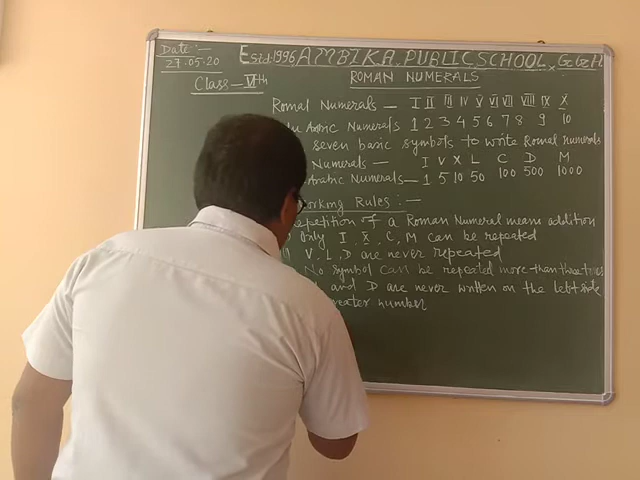 Date:- Estd 1996 AMBIKA PUBLIC SCHOOL
27.05.20
ROMAN NUMERALS
Class-VIth
Romal Numerals - I II III IV V VI VII VIII IX X
Arabic Numerals 1 2 3 4 5 6 7 8 9 10
seven basic symbols to write Romal numerals
Numerals - I V X L C D M
Arabic Numerals - 1 5 10 50 100 500 1000
Working Rules:-
Repetition of a Roman Numeral means addition
Only I, X, C, M can be repeated
V, L, D are never repeated
No symbol can be repeated more than three
and D are never written on the left side
number